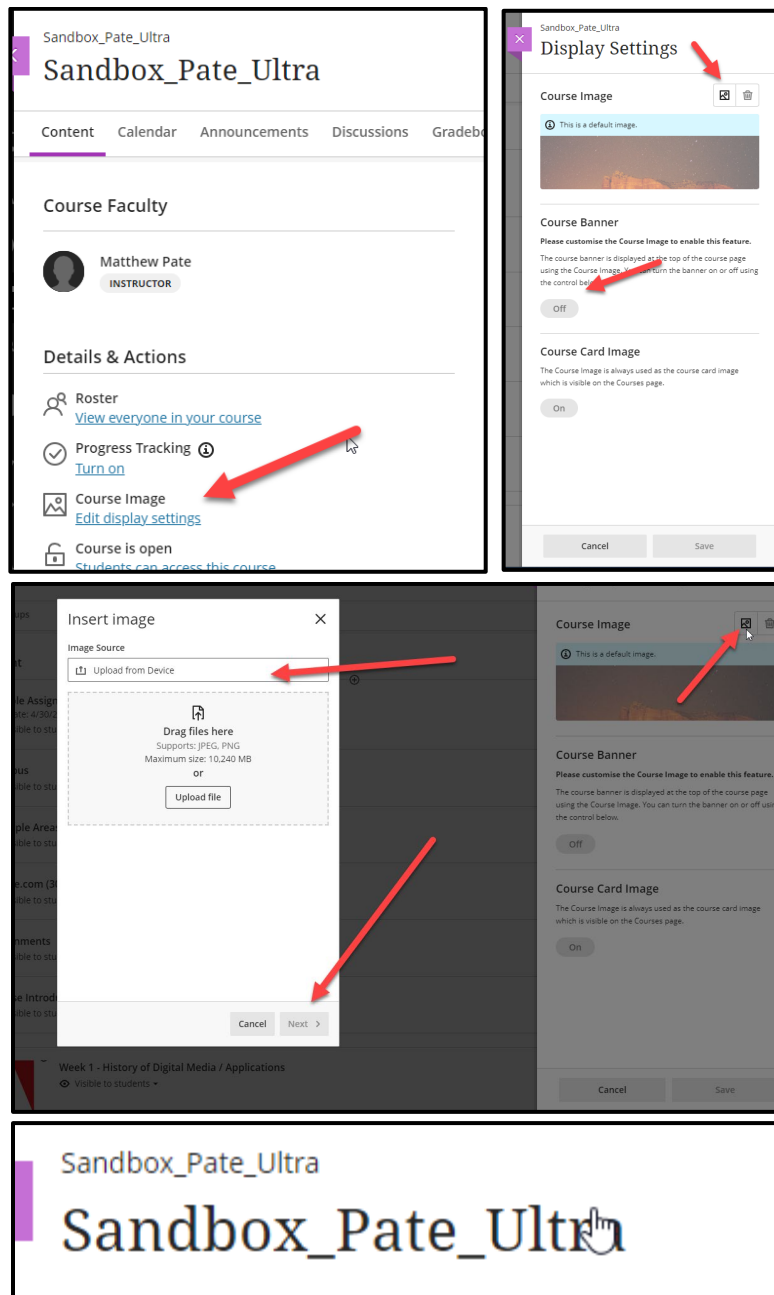 Sandbox_Pate_Ultra
Sandbox_Pate_Ultra
Content Calendar Announcements Discussions
Course Faculty
Matthew Pate
INSTRUCTOR
Details & Actions
Roster
View everyone in your course
Progress Tracking
Turn on
Course Image
Edit display settings
Course is open
Students can access this course
Sandbox_Pate_Ultra
Display Settings
Course Image
This is a default image.
Course Banner
Please customise the Course Image to enable this feature.
The course banner is displayed at the top of the course page
using the Course Image. You can turn the banner on or off using
the control below.
Off
Course Card Image
The Course Image is always used as the course card image
which is visible on the Courses page.
On
Cancel Save
Insert image
Image Source
Upload from Device
Drag files here
Supports: JPEG, PNG
Maximum size: 10,240 MB
or
Upload file
Cancel Next
Week 1 - History of Digital Media / Applications
Visible to students
Course Image
This is a default image.
Course Banner
Please customise the Course Image to enable this feature.
The course banner is displayed at the top of the course page
using the Course Image. You can turn the banner on or off
the control below.
Off
Course Card Image
The Course Image is always used as the course card image
which is visible on the Courses page.
On
Cancel Save
Sandbox_Pate_Ultra
Sandbox_Pate_Ultra